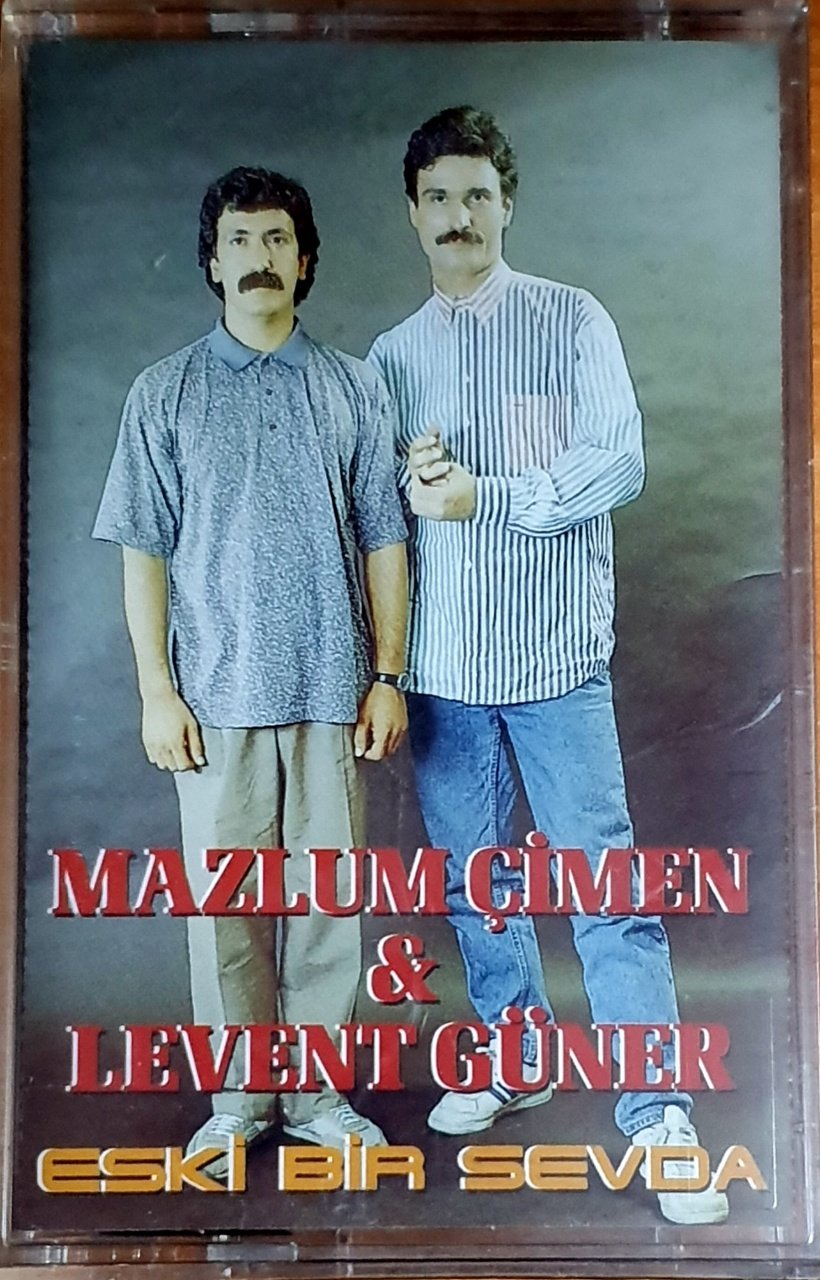 MAZLUM ÇİMEN
&
LEVENT GÜNER
ESKİ BİR SEVDA